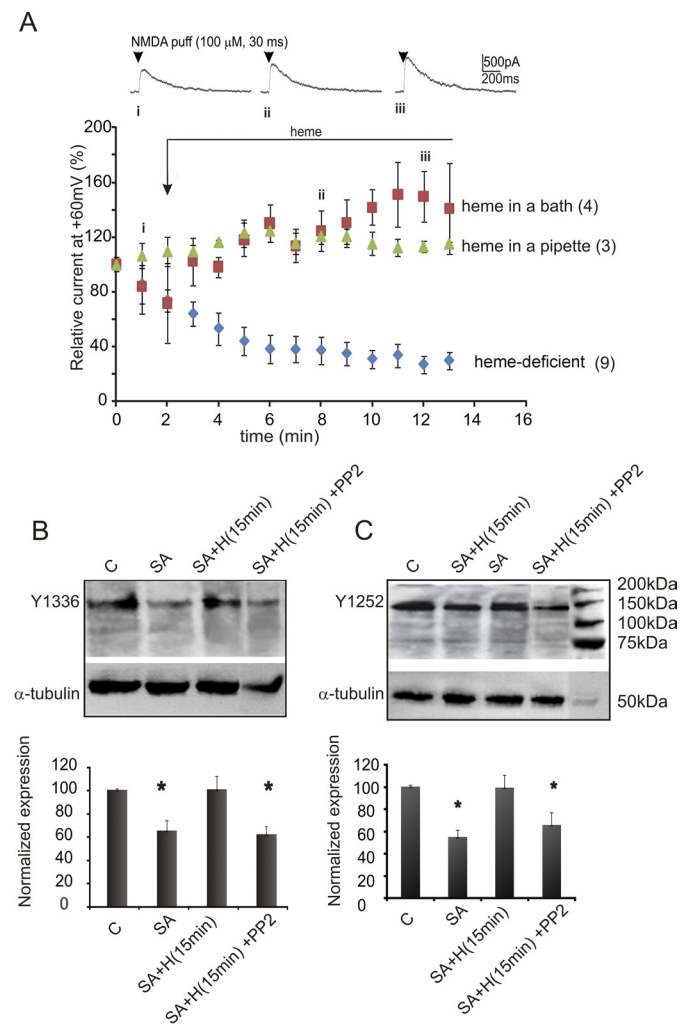 A
NMDA puff (100 μM, 30 ms)
500pA
200ms
i
ii
iii
heme
200
160
120
80
40
0
Relative current at +60mV (%)
i
ii
iii
heme in a bath (4)
heme in a pipette (3)
heme-deficient (9)
0 2 4 6 8 10 12 14 16
time (min)
B
C
SA
SA+H(15min)
SA+H(15min) +PP2
Y1336
α-tubulin
120
100
80
60
40
20
0
Normalized expression
* *
C
SA
SA+H(15min)
SA+H(15min) +PP2
C
C
SA+H(15min)
SA
SA+H(15min) +PP2
Y1252
200kDa
150kDa
100kDa
75kDa
α-tubulin
50kDa
120
100
80
60
40
20
0
Normalized expression
* *
C
SA
SA+H(15min)
SA+H(15min) +PP2